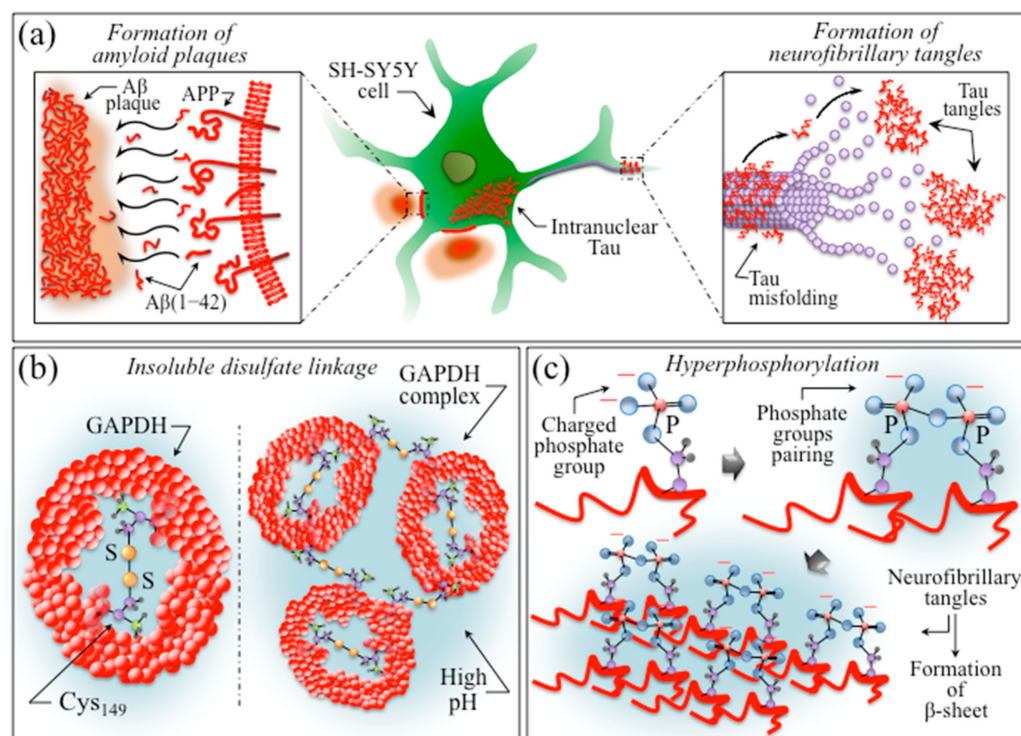 (a)
Formation of
amyloid plaques
Aβ
plaque
APP
Aβ(1−42)
SH-SY5Y
cell
Intranuclear
Tau
Formation of
neurofibrillary tangles
Tau
tangles
Tau
misfolding
(b)
Insoluble disulfate linkage
GAPDH
S
S
Cys149
GAPDH
complex
High
pH
(c)
Hyperphosphorylation
Charged
phosphate
group
P
Phosphate
groups
pairing
P
P
Neurofibrillary
tangles
Formation of
β-sheet